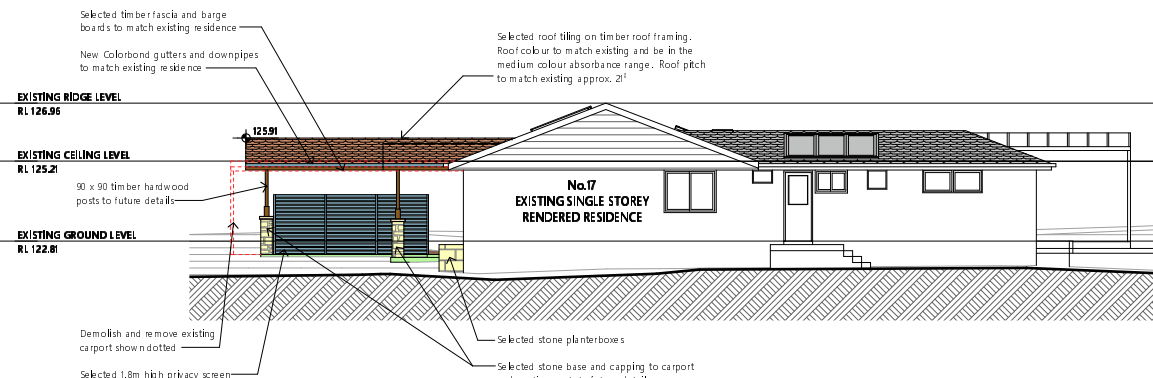 Selected timber fascia and barge
boards to match existing residence
New Colorbond gutters and downpipes
to match existing residence
Selected roof tiling on timber roof framing.
Roof colour to match existing and be in the
medium colour absorbance range. Roof pitch
to match existing approx. 21°
EXISTING RIDGE LEVEL
RL 126.96
125.91
EXISTING CEILING LEVEL
RL 125.21
90 x 90 timber hardwood
posts to future details
No.17
EXISTING SINGLE STOREY
RENDERED RESIDENCE
EXISTING GROUND LEVEL
RL 122.81
Demolish and remove existing
carport shown dotted
Selected 1.8m high privacy screen
Selected stone planterboxes
Selected stone base and capping to carport